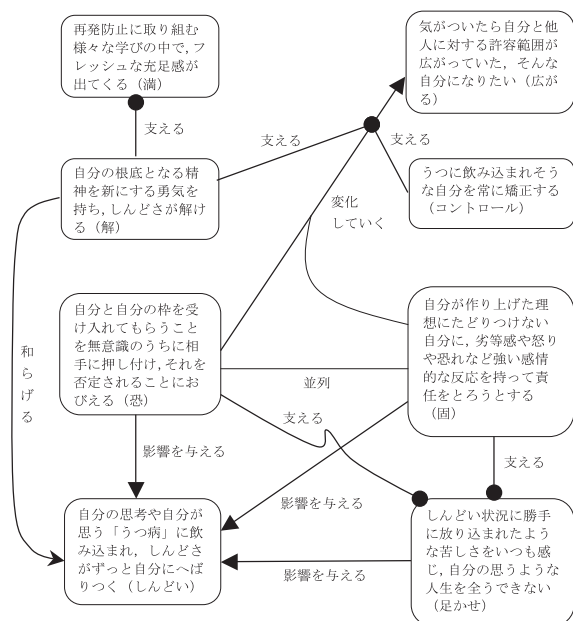 再発防止に取り組む
様々な学びの中で，フ
レッシュな充足感が
出てくる（満）
気がついたら自分と他
人に対する許容範囲が
広がっていた，そんな
自分になりたい（広が
る）
支える
支える
支える
自分の根底となる精
神を新にする勇気を
持ち，しんどさが解け
る（解）
うつに飲み込まれそう
な自分を常に矯正する
（コントロール）
変化
していく
和らげる
自分と自分の枠を受
け入れてもらうこと
を無意識のうちに相
手に押し付け，それを
否定されることにお
びえる（恐）
自分が作り上げた理
想にたどりつけない
自分に，劣等感や怒り
や恐れなど強い感情
的な反応を持って責
任をとろうとする
（固）
並列
支える
影響を与える
支える
影響を与える
自分の思考や自分が
思う「うつ病」に飲
み込まれ，しんどさ
がずっと自分にへば
りつく（しんどい）
しんどい状況に勝手
に放り込まれたよう
な苦しさをいつも感
じ，自分の思うような
人生を全うできない
（足かせ）
影響を与える